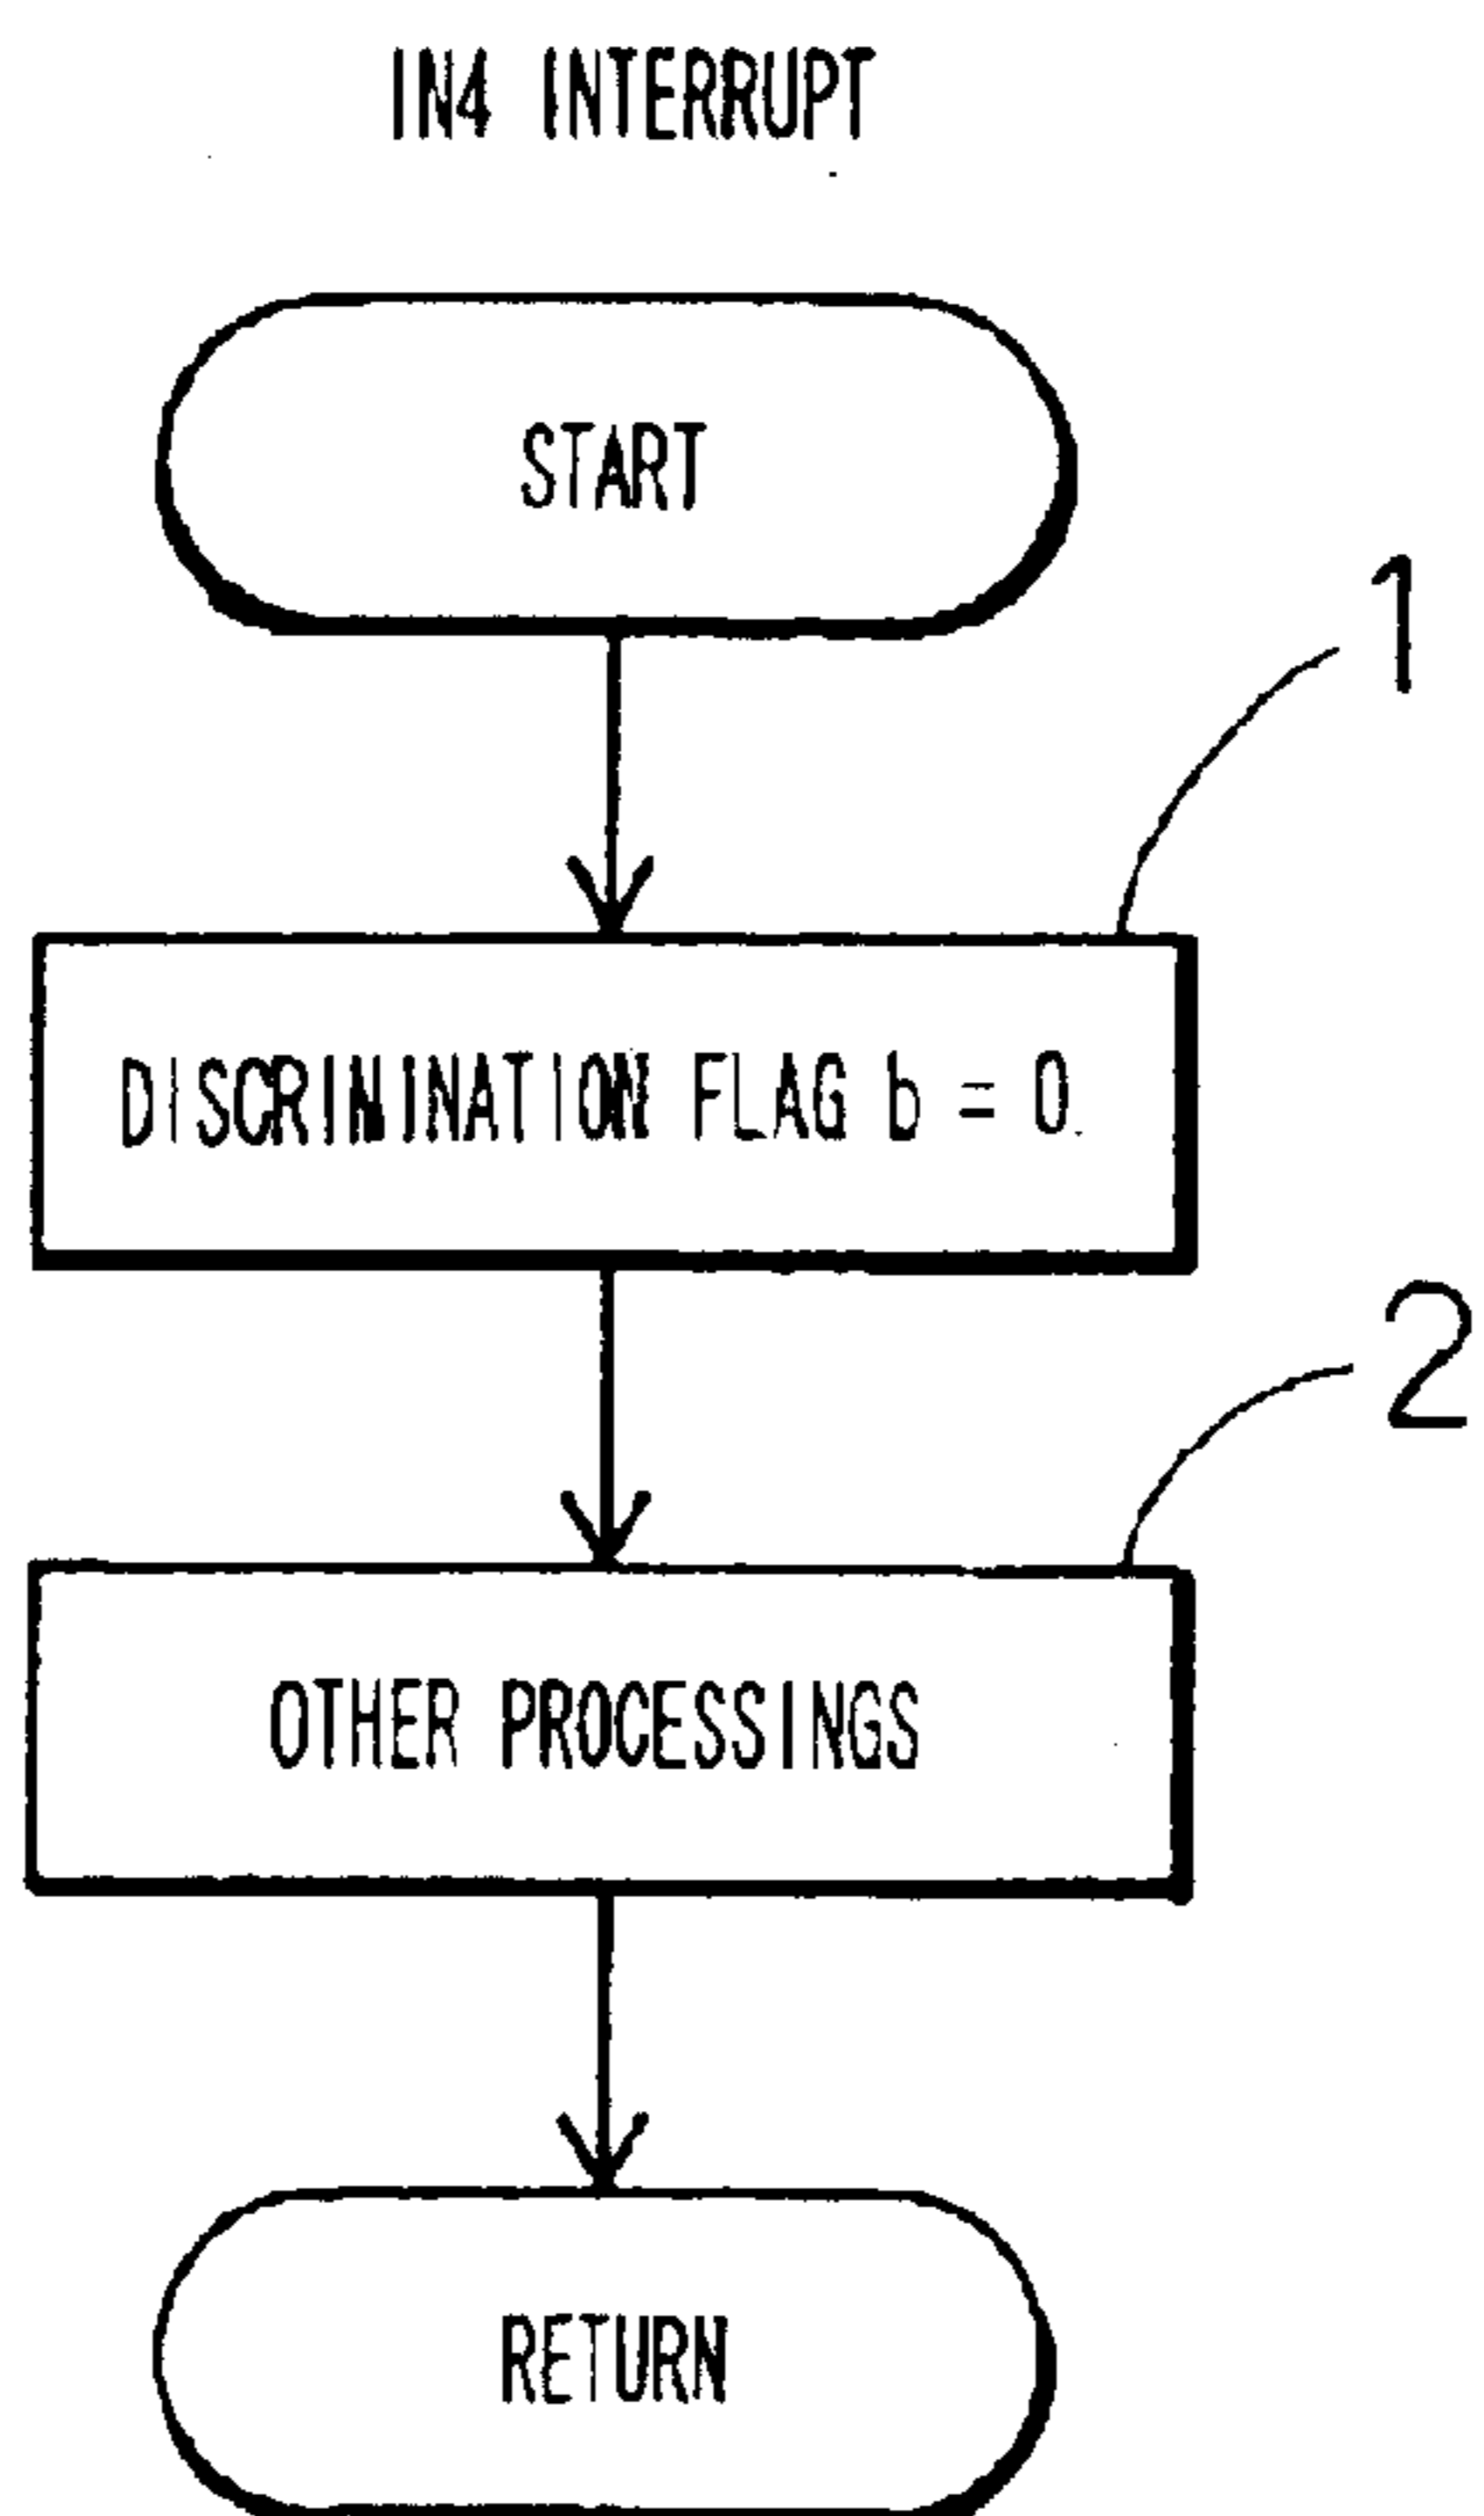 IN4 INTERRUPT
START
1
DISCRIMINATION FLAG b = 0
2
OTHER PROCESSINGS
RETURN